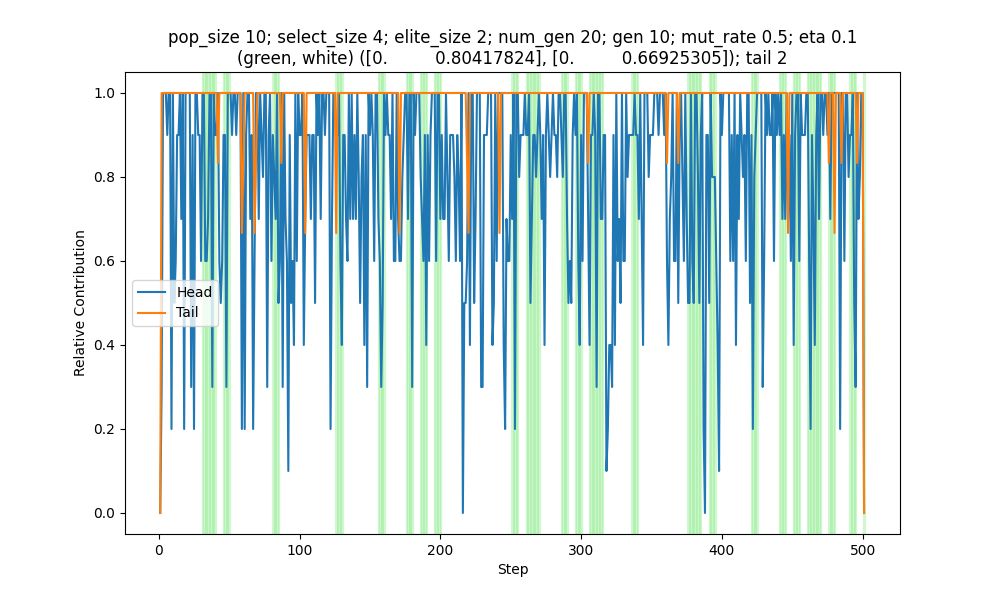 pop_size 10; select_size 4; elite_size 2; num_gen 20; gen 10; mut_rate 0.5; eta 0.1
(green, white) ([0. 0.80417824], [0. 0.66925305]); tail 2
1.0
0.8
0.6
0.4
0.2
0.0
Relative Contribution
Head
Tail
0 100 200 300 400 500
Step